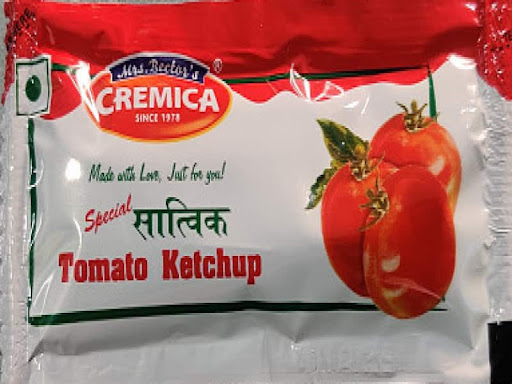 Mrs. Bector's
CREMICA ®
SINCE 1978
Made with Love, Just for you!
Special सात्विक
Tomato Ketchup